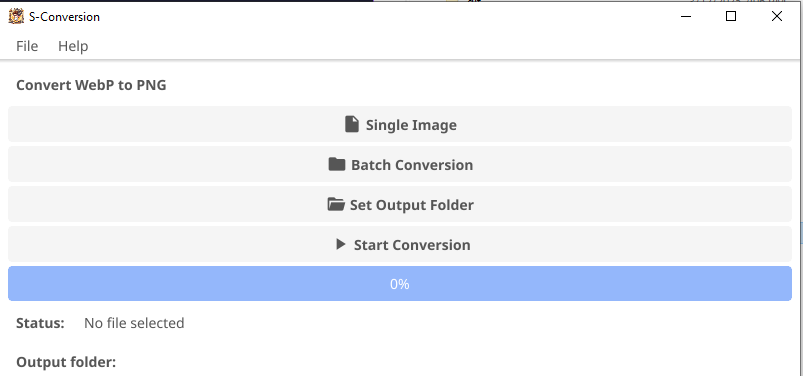 S-Conversion
File Help
Convert WebP to PNG
Single Image
Batch Conversion
Set Output Folder
Start Conversion
0%
Status: No file selected
Output folder: